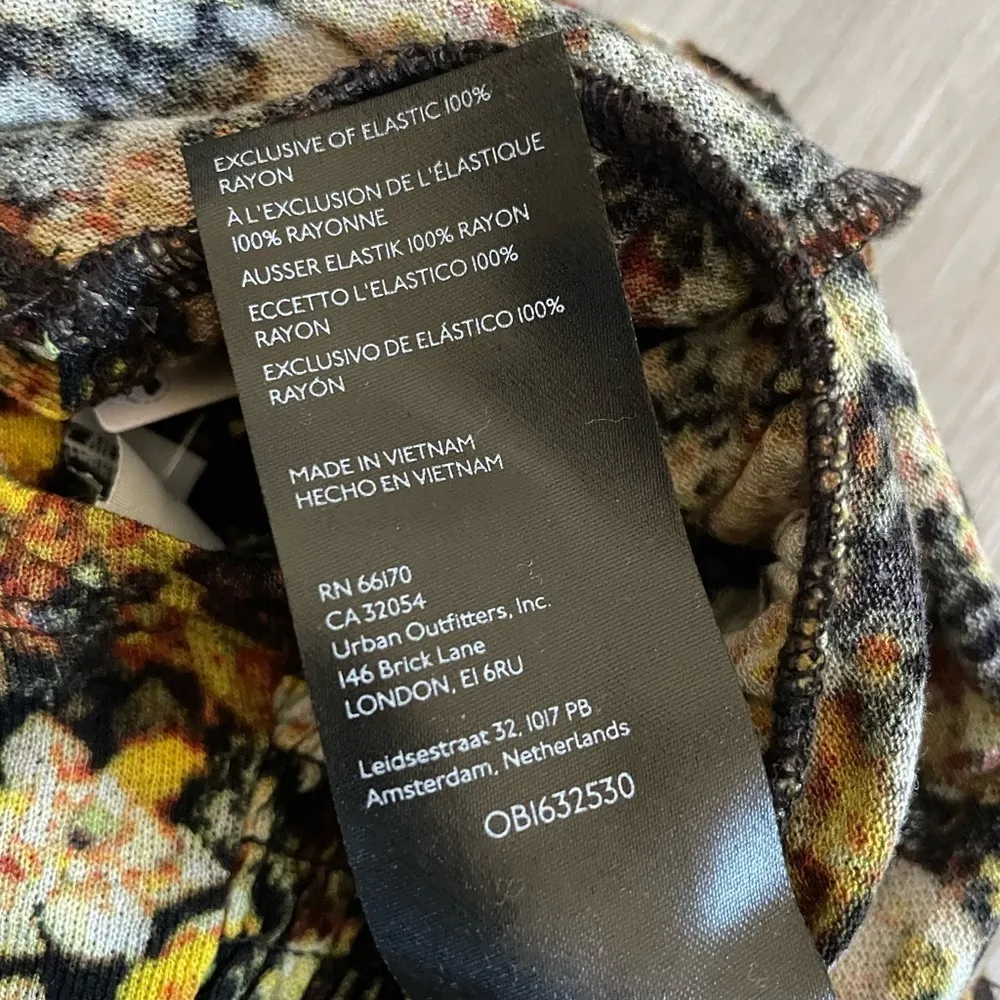 EXCLUSIVE OF ELASTIC 100%
RAYON
À L'EXCLUSION DE L'ÉLASTIQUE
100% RAYONNE
AUSSER ELASTIK 100% RAYON
ECCETTO L'ELASTICO 100%
RAYON
EXCLUSIVO DE ELÁSTICO 100%
RAYÓN
MADE IN VIETNAM
HECHO EN VIETNAM
RN 66170
CA 32054
Urban Outfitters, Inc.
146 Brick Lane
LONDON, E1 6RU
Leidsestraat 32, 1017 PB
Amsterdam, Netherlands
OB1632530